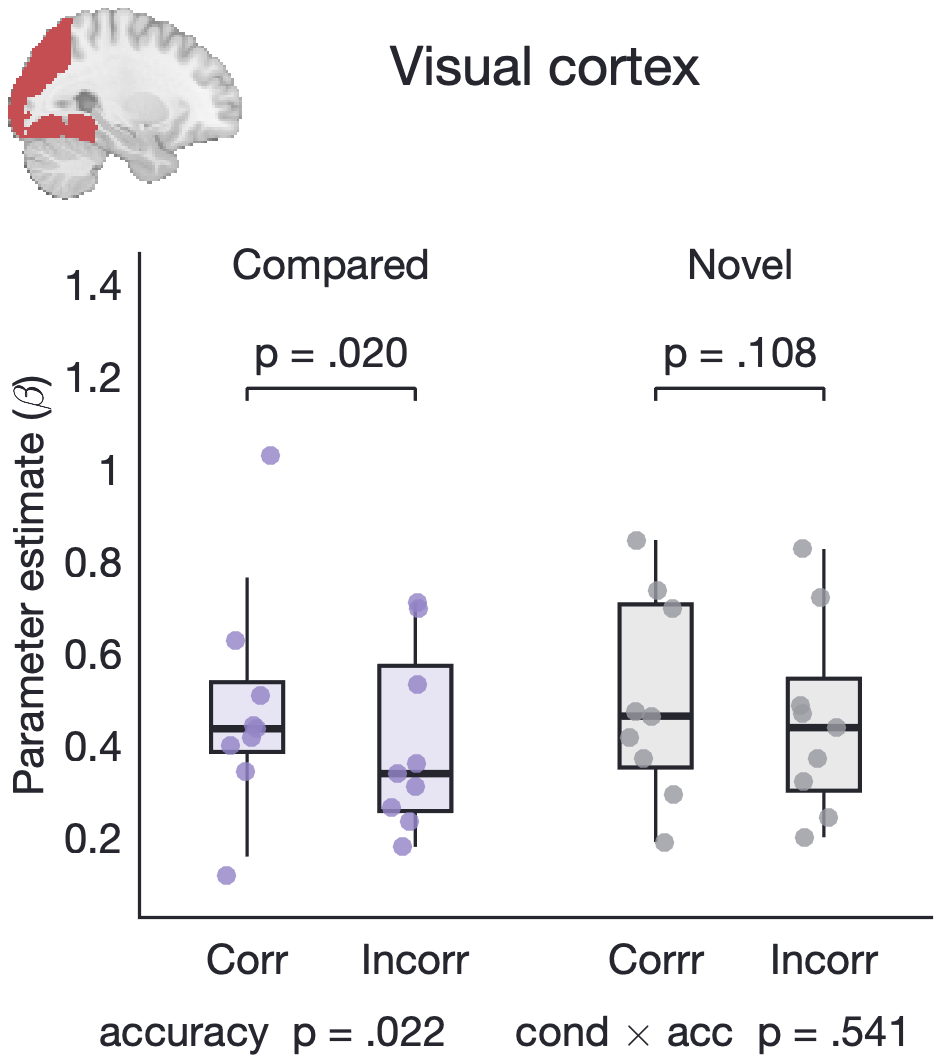 Visual cortex
Compared Novel
p = .020 p = .108
Parameter estimate (β)
1.4
1.2
1
0.8
0.6
0.4
0.2
Corr Incorr Corrr Incorr
accuracy p = .022 cond × acc p = .541